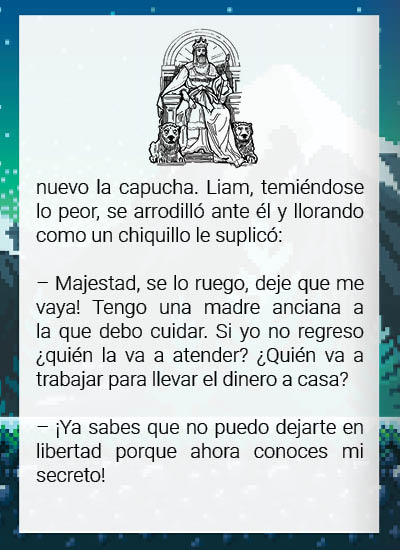 nuevo la capucha. Liam, temiéndose
lo peor, se arrodilló ante él y llorando
como un chiquillo le suplicó:
– Majestad, se lo ruego, deje que me
vaya! Tengo una madre anciana a
la que debo cuidar. Si yo no regreso
¿quién la va a atender? ¿Quién va a
trabajar para llevar el dinero a casa?
– ¡Ya sabes que no puedo dejarte en
libertad porque ahora conoces mi
secreto!